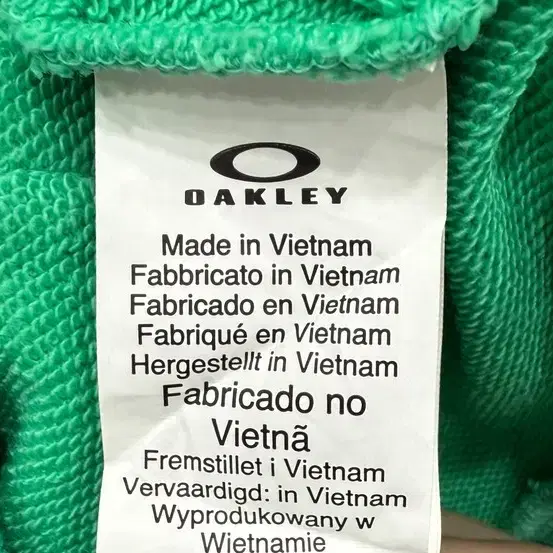 OAKLEY
Made in Vietnam
Fabbricato in Vietnam
Fabricado en Vietnam
Fabriqué en Vietnam
Hergestellt in Vietnam
Fabricado no
Vietnã
Fremstillet i Vietnam
Vervaardigd: in Vietnam
Wyprodukowany w
Wietnamie